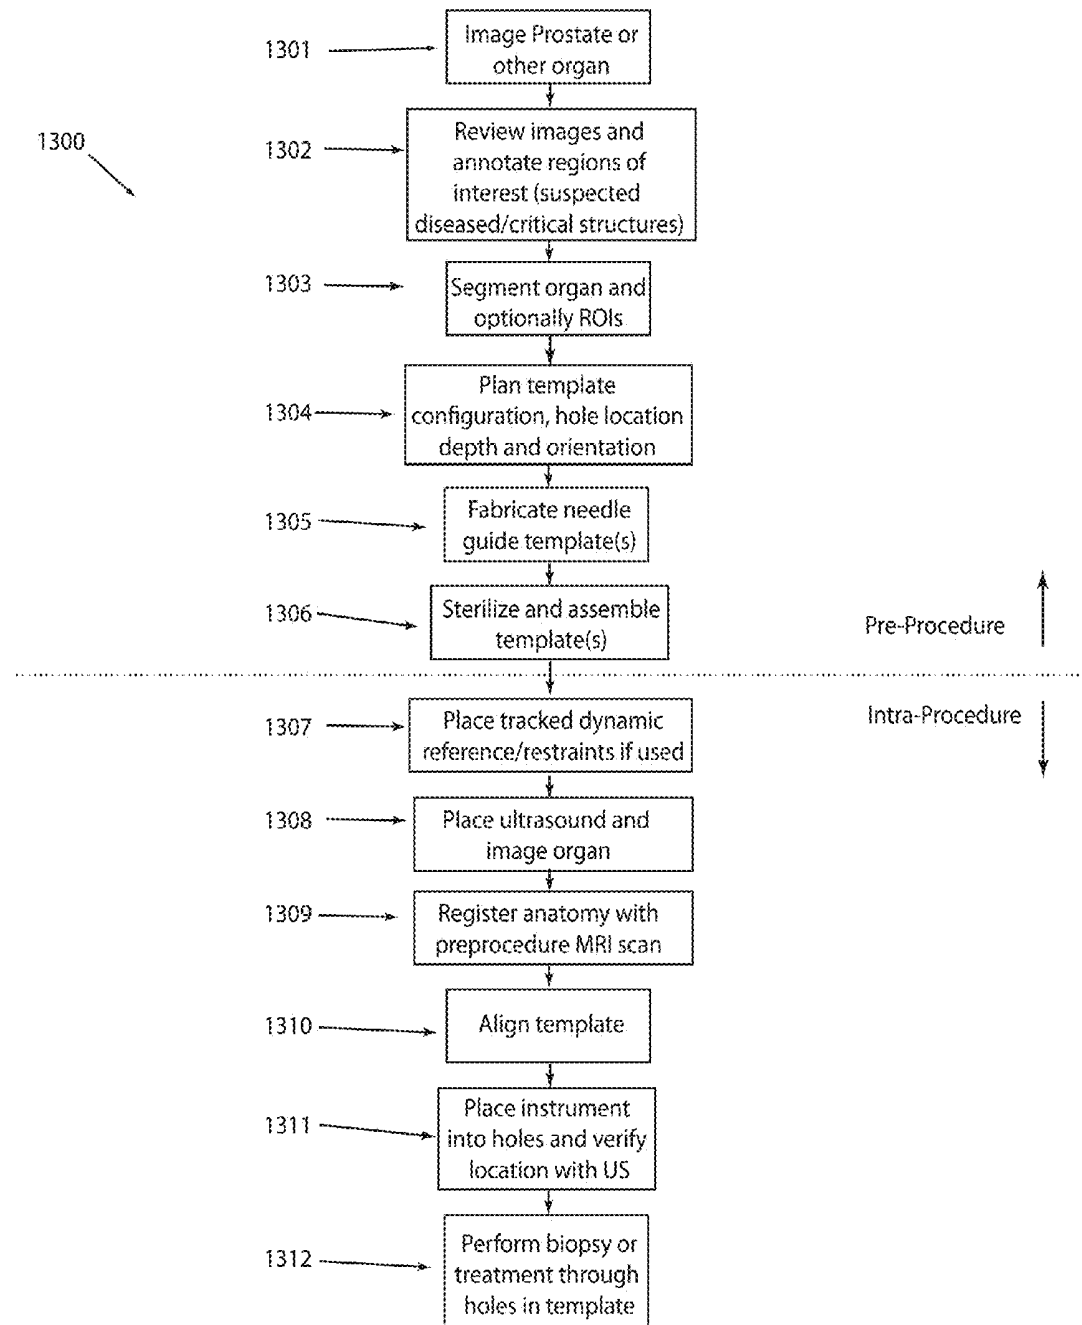 1300
1301
Image Prostate or
other organ
1302
Review images and
annotate regions of
interest (suspected
diseased/critical structures)
1303
Segment organ and
optionally ROIs
1304
Plan template
configuration, hole location
depth and orientation
1305
Fabricate needle
guide template(s)
1306
Sterilize and assemble
template(s)
Pre-Procedure
Intra-Procedure
1307
Place tracked dynamic
reference/restraints if used
1308
Place ultrasound and
image organ
1309
Register anatomy with
preprocedure MRI scan
1310
Align template
1311
Place instrument
into holes and verify
location with US
1312
Perform biopsy or
treatment through
holes in template